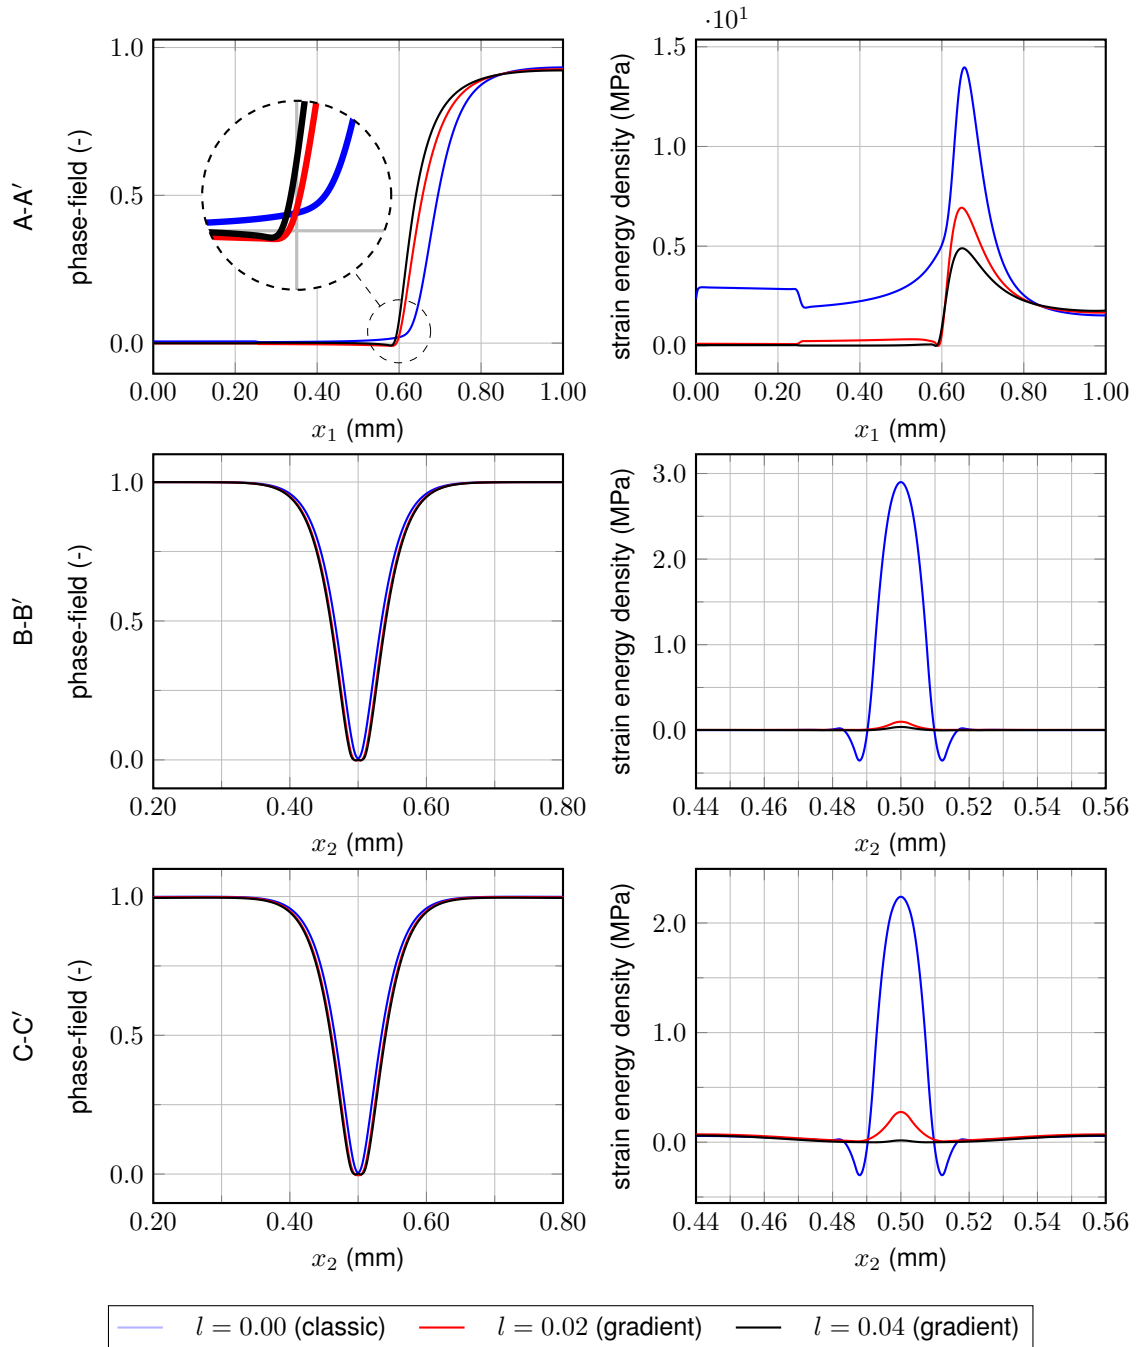 ·10¹
A-A′
phase-field (-)
1.0
0.5
0.0
0.00 0.20 0.40 0.60 0.80 1.00
x₁ (mm)
strain energy density (MPa)
1.5
1.0
0.5
0.0
0.00 0.20 0.40 0.60 0.80 1.00
x₁ (mm)
B-B′
phase-field (-)
1.0
0.5
0.0
0.20 0.40 0.60 0.80
x₂ (mm)
strain energy density (MPa)
3.0
2.0
1.0
0.0
0.44 0.46 0.48 0.50 0.52 0.54 0.56
x₂ (mm)
C-C′
phase-field (-)
1.0
0.5
0.0
0.20 0.40 0.60 0.80
x₂ (mm)
strain energy density (MPa)
2.0
1.0
0.0
0.44 0.46 0.48 0.50 0.52 0.54 0.56
x₂ (mm)
l = 0.00 (classic) l = 0.02 (gradient) l = 0.04 (gradient)